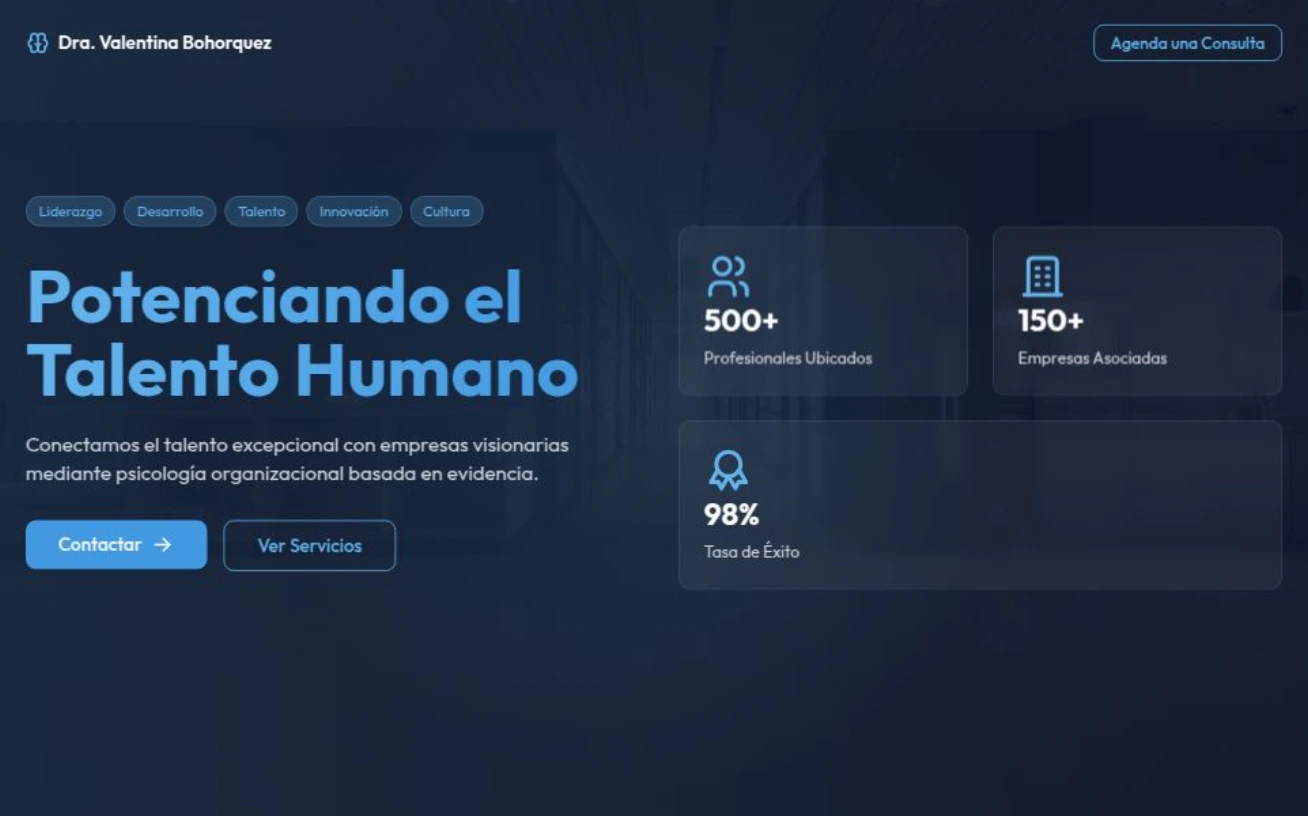 Dra. Valentina Bohorquez
Agenda una Consulta
Liderazgo
Desarrollo
Talento
Innovación
Cultura
Potenciando el
Talento Humano
Conectamos el talento excepcional con empresas visionarias
mediante psicología organizacional basada en evidencia.
Contactar →
Ver Servicios
500+
Profesionales Ubicados
150+
Empresas Asociadas
98%
Tasa de Éxito